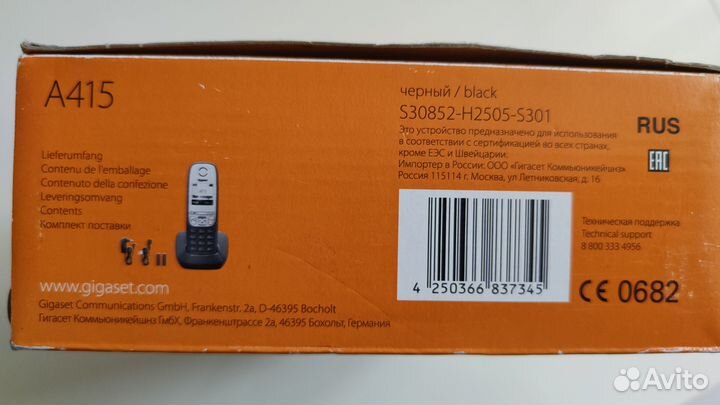 A415
Lieferumfang
Contenu de l'emballage
Contenuto della confezione
Leveringsomvang
Contents
Комплект поставки
www.gigaset.com
Gigaset Communications GmbH, Frankenstr. 2a, D-46395 Bocholt
Гигасет Коммьюникейшнз ГмбХ, Франкенштрассе 2а, 46395 Бохольт, Германия
черный / black
S30852-H2505-S301
Это устройство предназначено для использования
в соответствии с сертификацией во всех странах,
кроме ЕЭС и Швейцарии.
Импортер в России: ООО «Гигасет Коммьюникейшнз»
Россия 115114 г. Москва, ул Летниковская, д. 16
RUS
EAC
4 250366 837345
Техническая поддержка
Technical support
8 800 333 4956
CE 0682
Avito